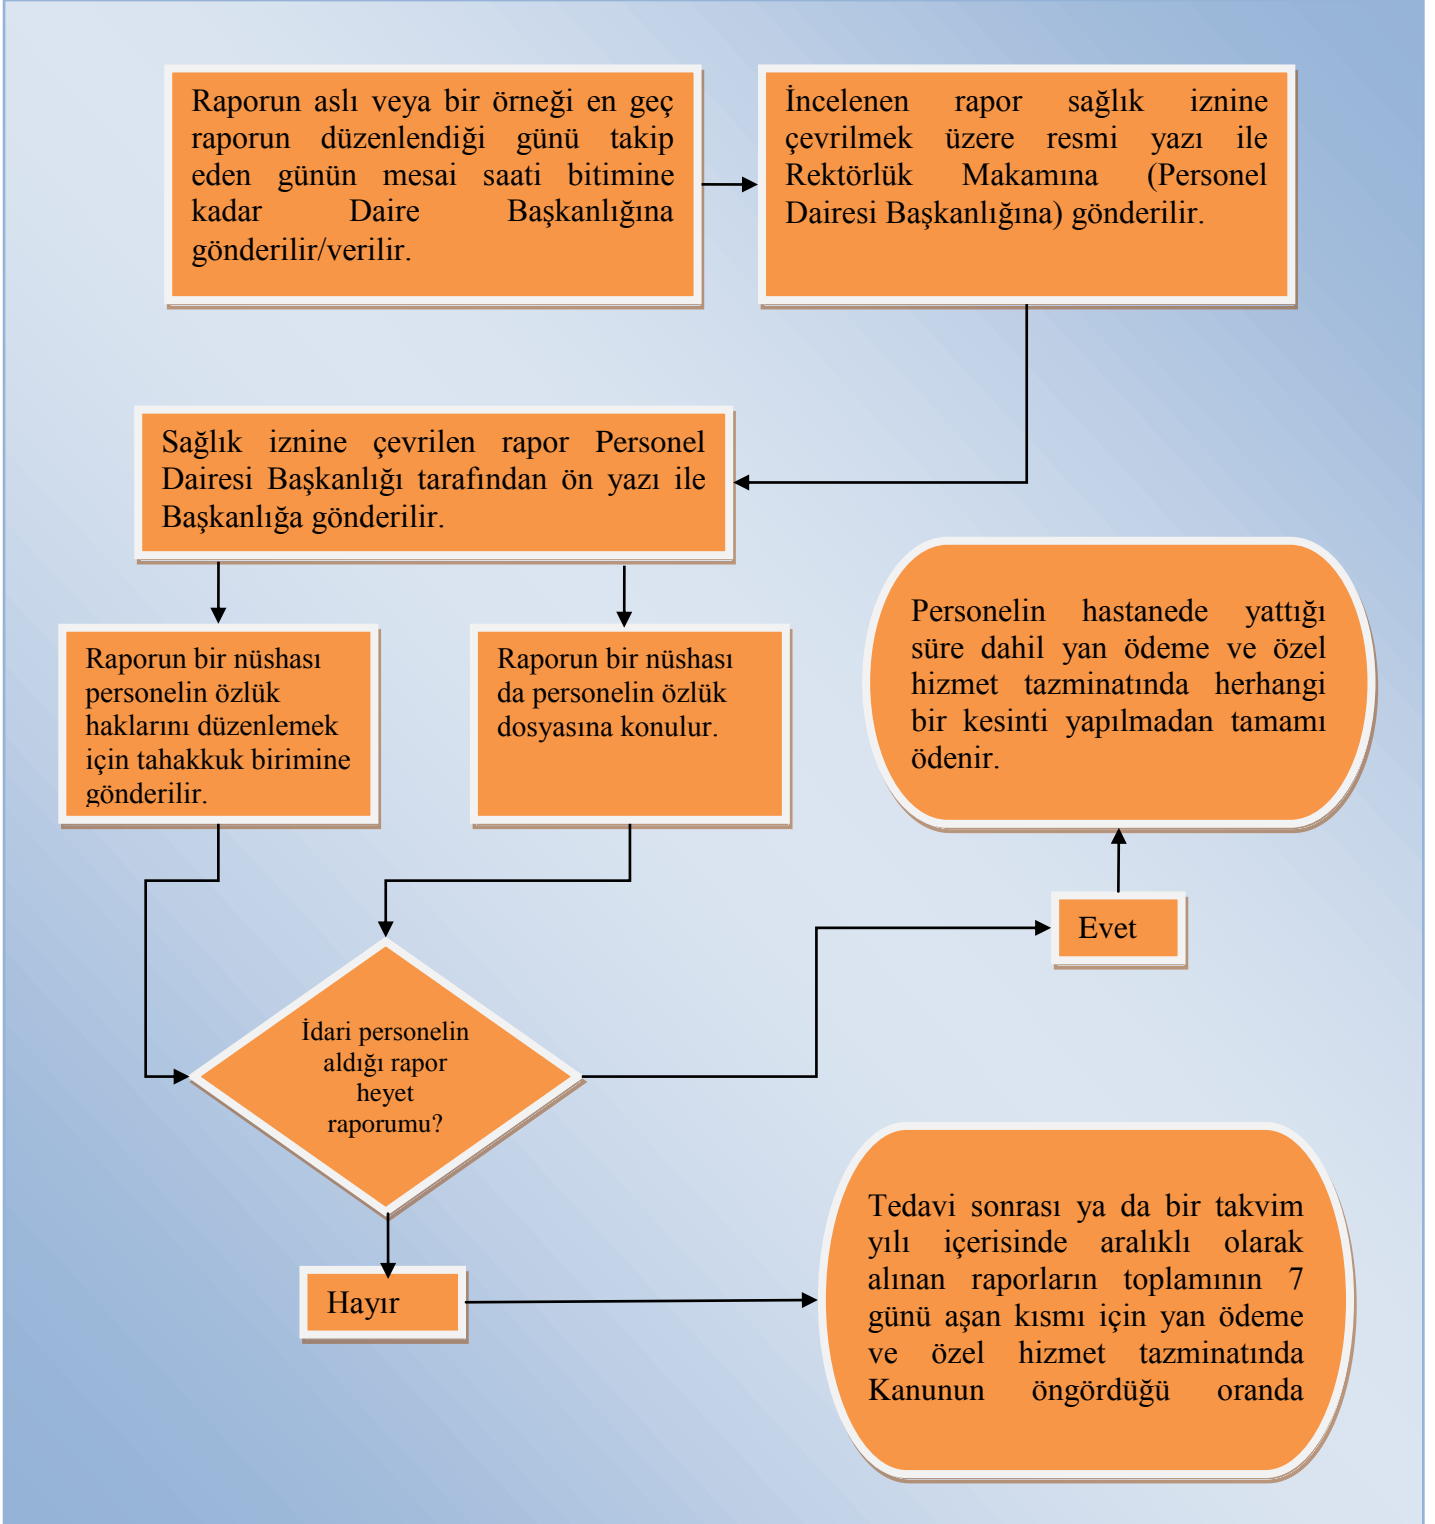 Raporun aslı veya bir örneği en geç
raporun düzenlendiği günü takip
eden günün mesai saati bitimine
kadar Daire Başkanlığına
gönderilir/verilir.
İncelenen rapor sağlık iznine
çevrilmek üzere resmi yazı ile
Rektörlük Makamına (Personel
Dairesi Başkanlığına) gönderilir.
Sağlık iznine çevrilen rapor Personel
Dairesi Başkanlığı tarafından ön yazı ile
Başkanlığa gönderilir.
Raporun bir nüshası
personelin özlük
haklarını düzenlemek
için tahakkuk birimine
gönderilir.
Raporun bir nüshası
da personelin özlük
dosyasına konulur.
Personelin hastanede yattığı
süre dahil yan ödeme ve özel
hizmet tazminatında herhangi
bir kesinti yapılmadan tamamı
ödenir.
Evet
İdari personelin
aldığı rapor
heyet
raporumu?
Hayır
Tedavi sonrası ya da bir takvim
yılı içerisinde aralıklı olarak
alınan raporların toplamının 7
günü aşan kısmı için yan ödeme
ve özel hizmet tazminatında
Kanunun öngördüğü oranda